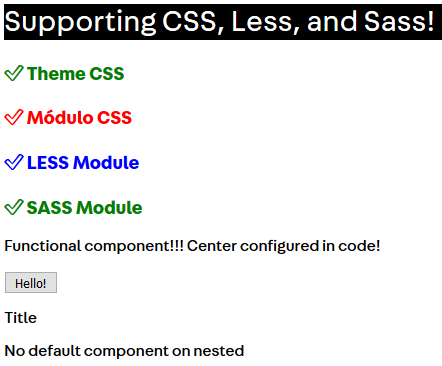 Supporting CSS, Less, and Sass!
✓ Theme CSS
✓ Módulo CSS
✓ LESS Module
✓ SASS Module
Functional component!!! Center configured in code!
Hello!
Title
No default component on nested